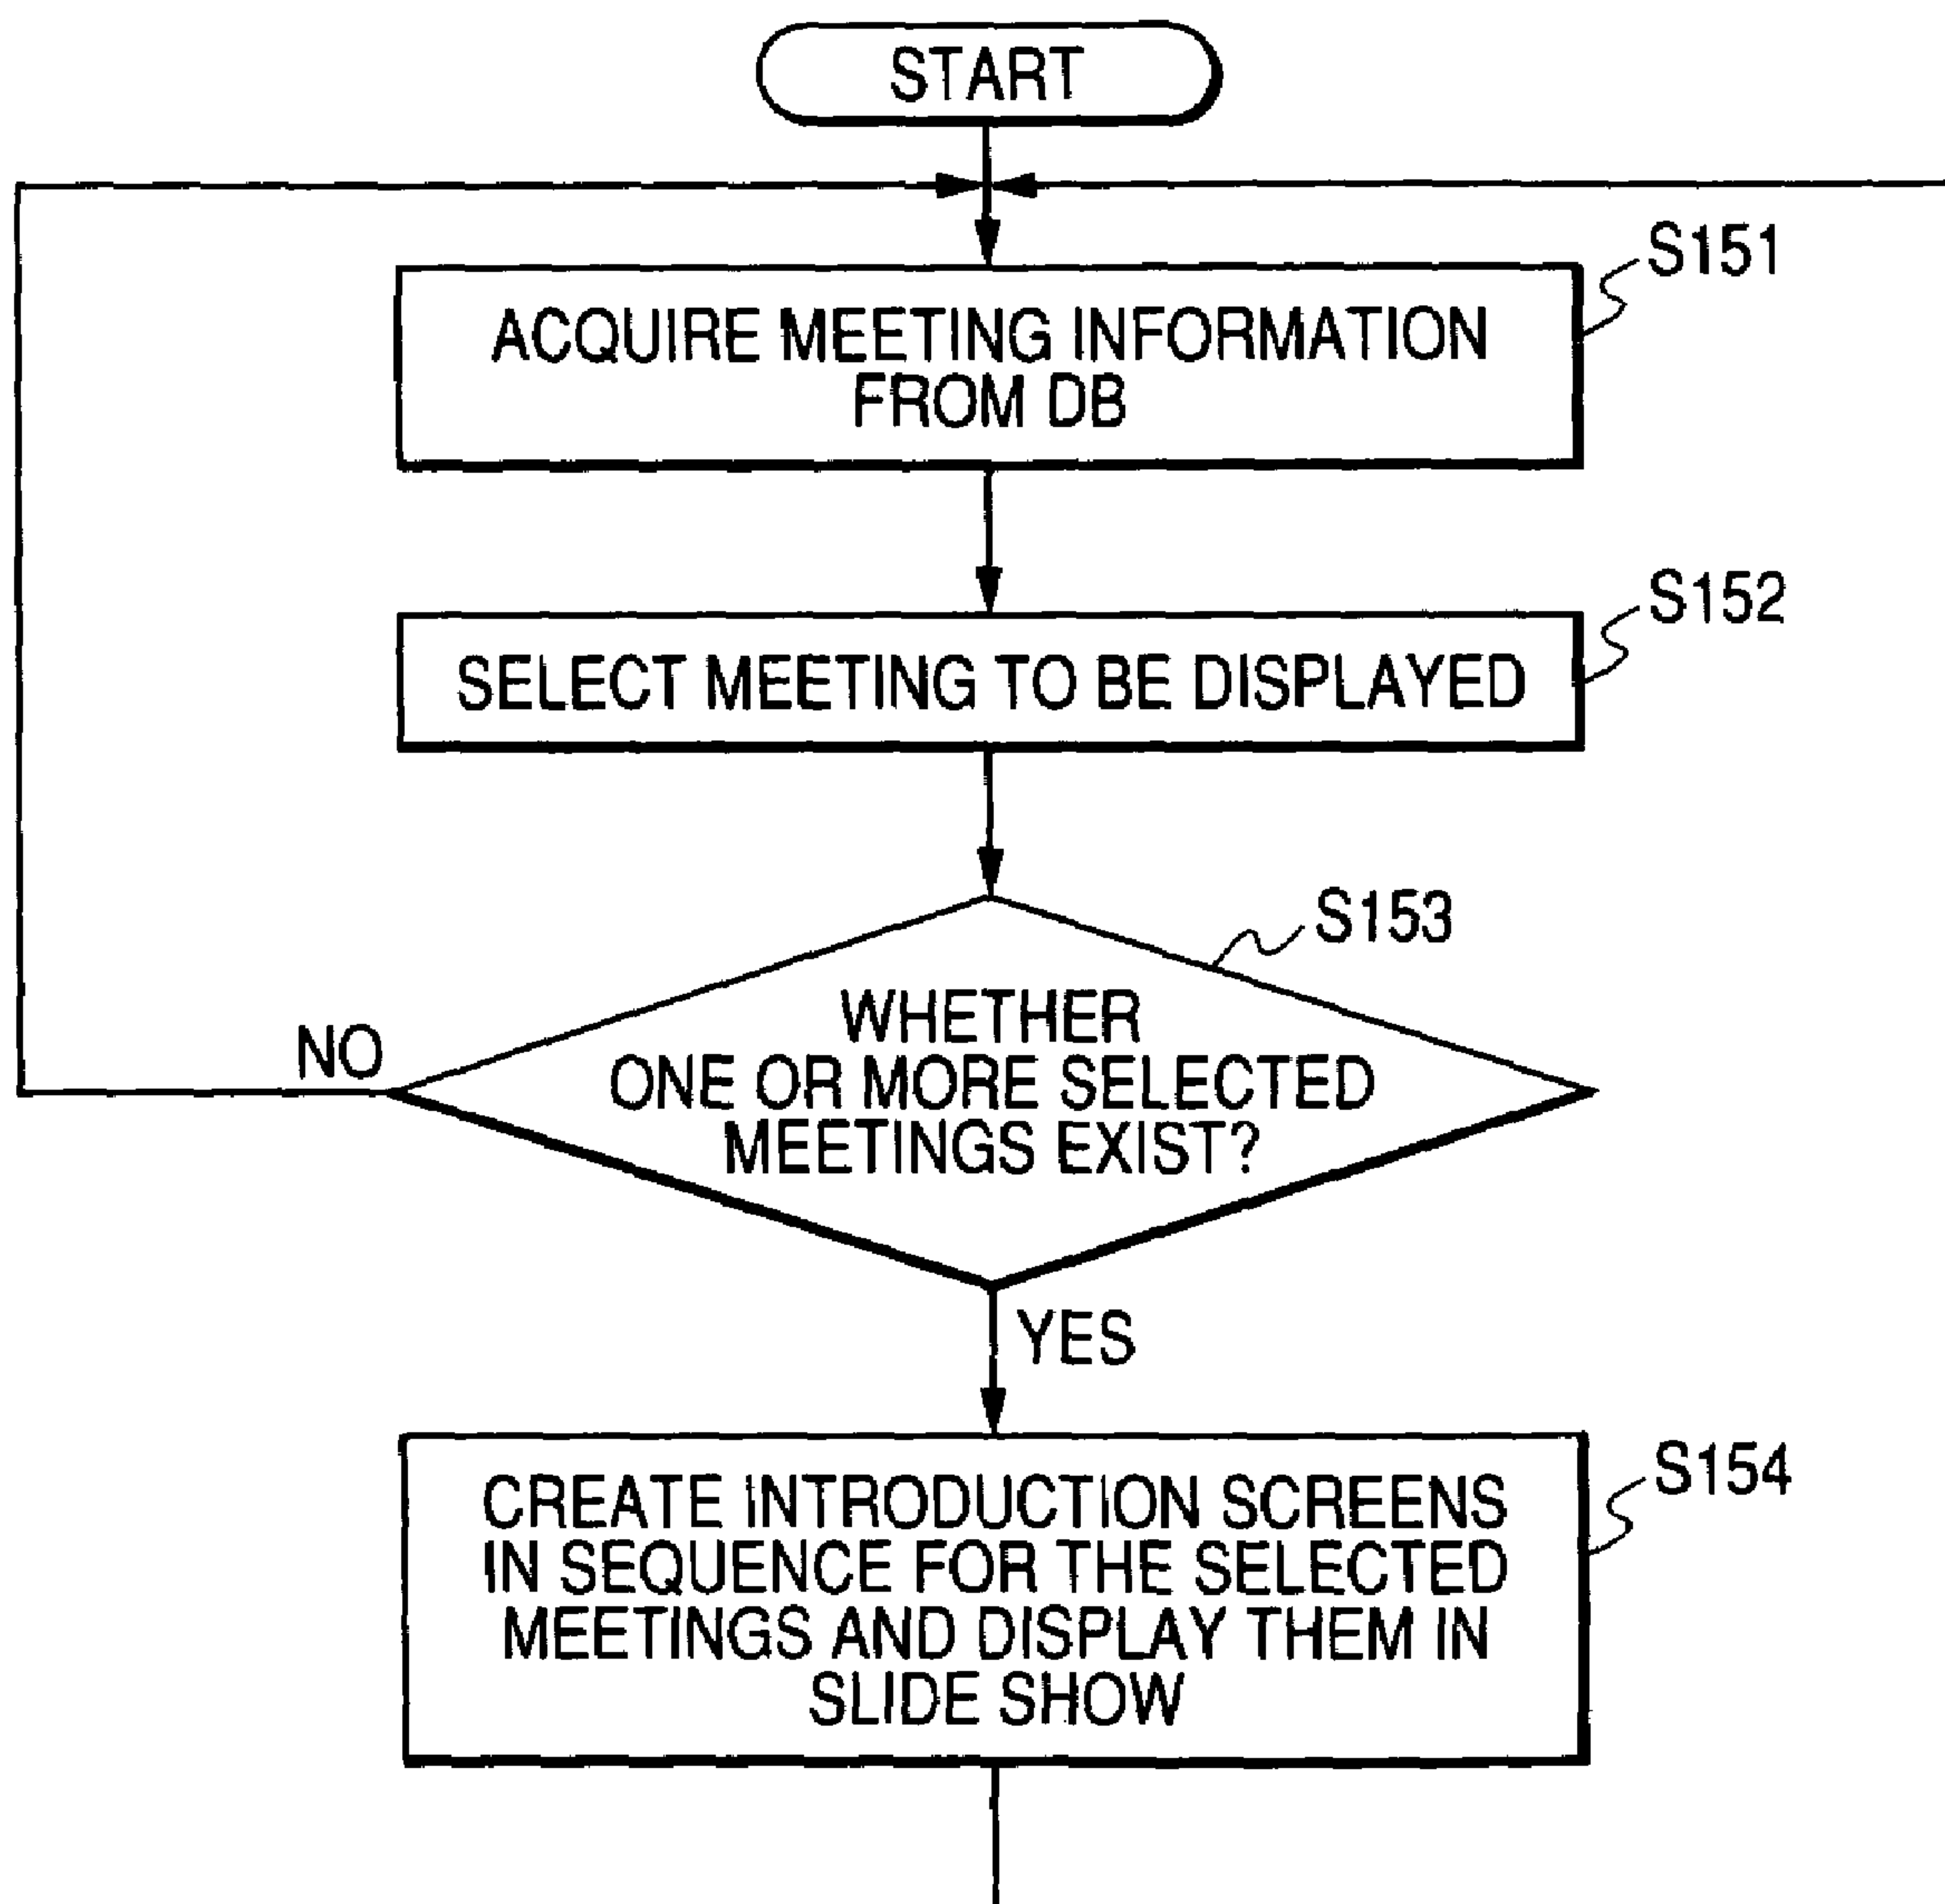 START
S151
ACQUIRE MEETING INFORMATION
FROM DB
S152
SELECT MEETING TO BE DISPLAYED
S153
WHETHER
ONE OR MORE SELECTED
MEETINGS EXIST?
NO
YES
S154
CREATE INTRODUCTION SCREENS
IN SEQUENCE FOR THE SELECTED
MEETINGS AND DISPLAY THEM IN
SLIDE SHOW